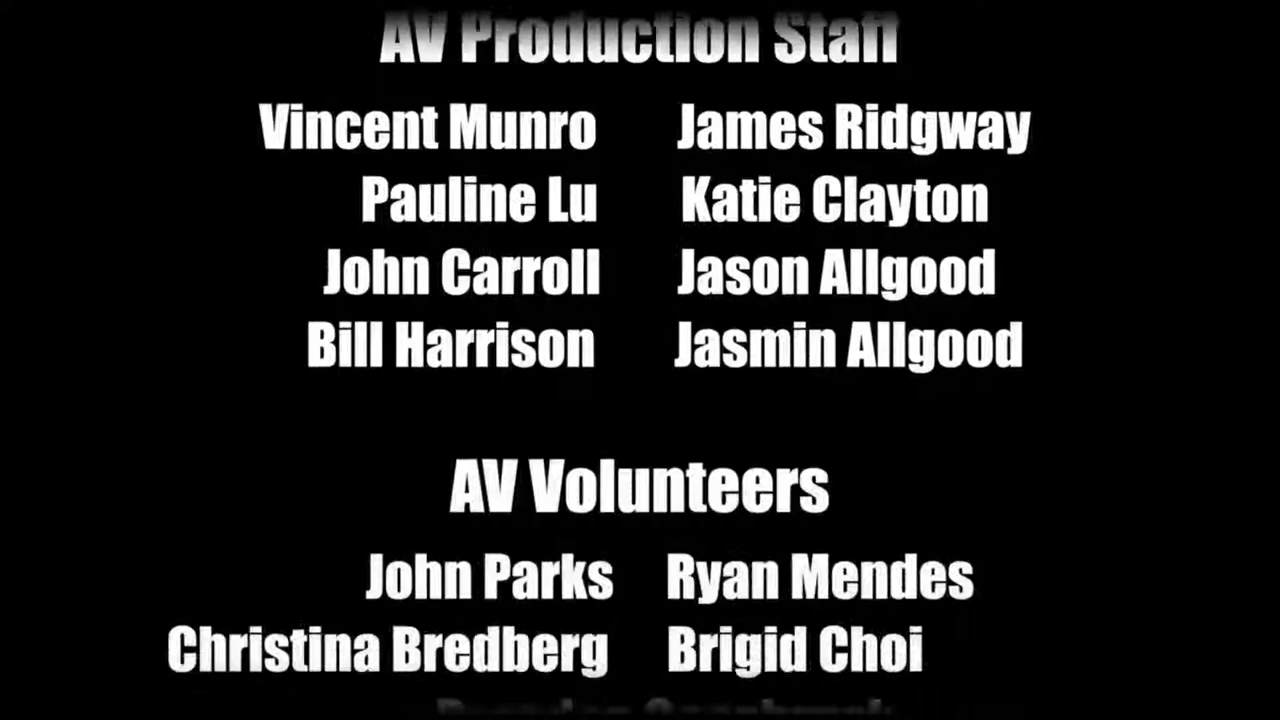 AV Production Staff
Vincent Munro James Ridgway
Pauline Lu Katie Clayton
John Carroll Jason Allgood
Bill Harrison Jasmin Allgood
AV Volunteers
John Parks Ryan Mendes
Christina Bredberg Brigid Choi